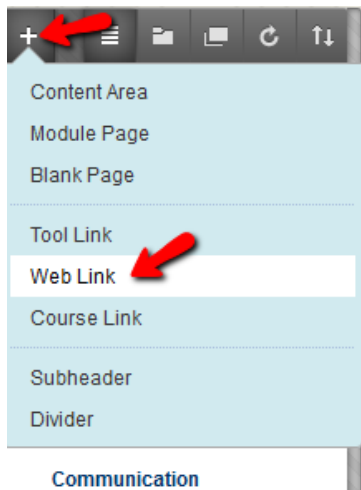 Content Area
Module Page
Blank Page
Tool Link
Web Link
Course Link
Subheader
Divider
Communication